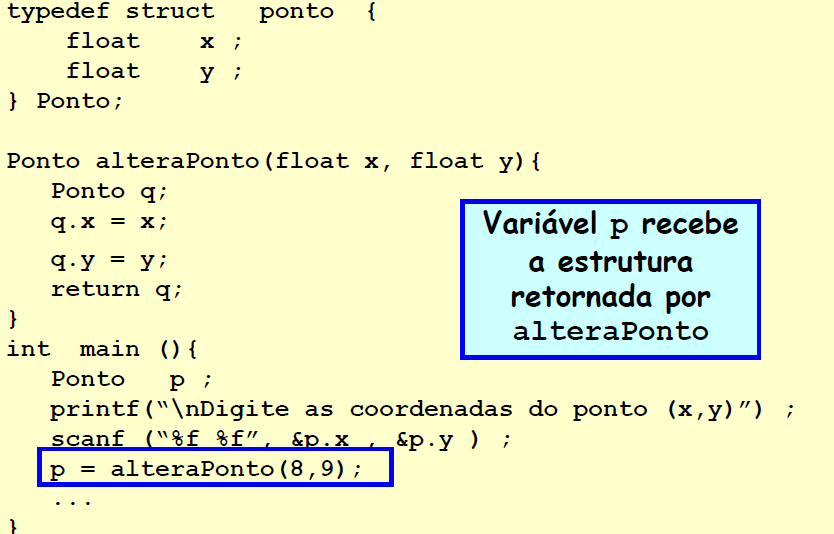 typedef struct   ponto  {
    float    x ;
    float    y ;
} Ponto;
Ponto alteraPonto(float x, float y){
   Ponto q;
   q.x = x;
   q.y = y;
   return q;
}
int  main (){
   Ponto   p ;
   printf(“\nDigite as coordenadas do ponto (x,y)”) ;
   scanf (“%f %f”, &p.x , &p.y ) ;
   p = alteraPonto(8,9);
   ...
}
Variável p recebe
a estrutura
retornada por
alteraPonto